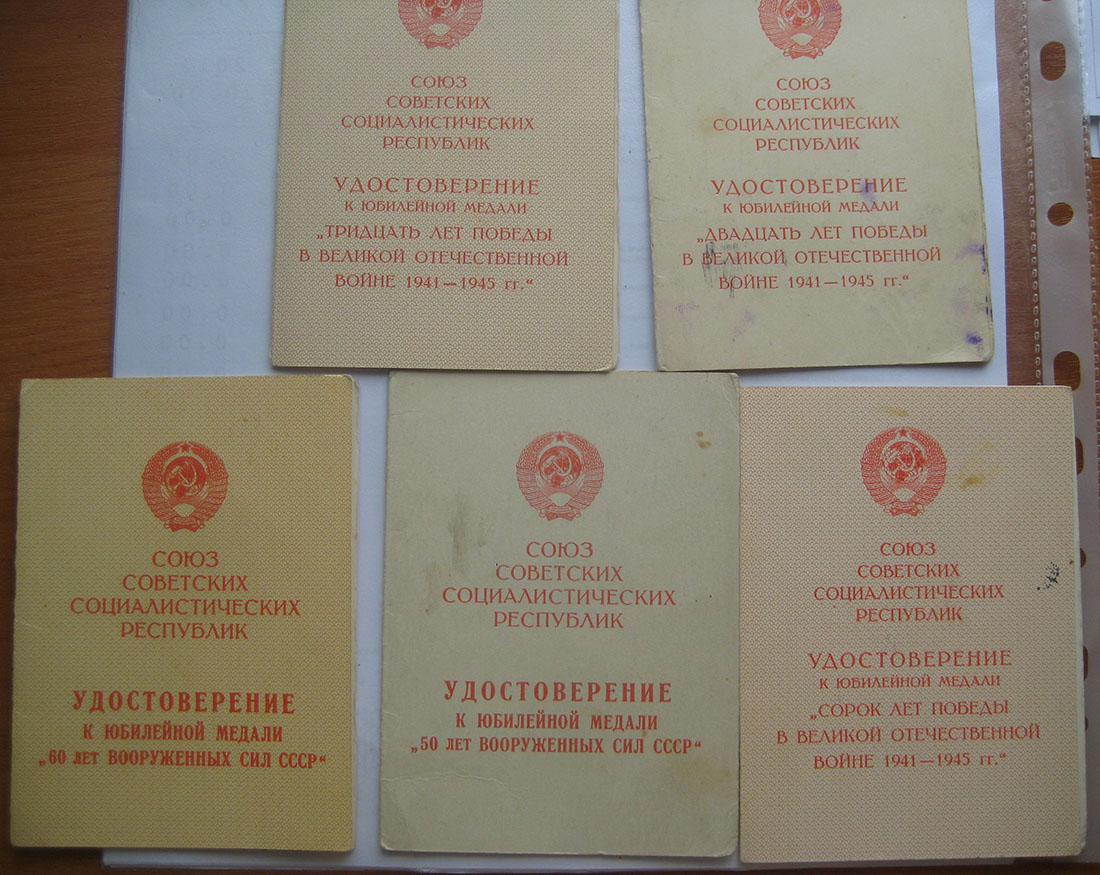 СОЮЗ
СОВЕТСКИХ
СОЦИАЛИСТИЧЕСКИХ
РЕСПУБЛИК
УДОСТОВЕРЕНИЕ
К ЮБИЛЕЙНОЙ МЕДАЛИ
„ТРИДЦАТЬ ЛЕТ ПОБЕДЫ
В ВЕЛИКОЙ ОТЕЧЕСТВЕННОЙ
ВОЙНЕ 1941—1945 гг.“
СОЮЗ
СОВЕТСКИХ
СОЦИАЛИСТИЧЕСКИХ
РЕСПУБЛИК
УДОСТОВЕРЕНИЕ
К ЮБИЛЕЙНОЙ МЕДАЛИ
„ДВАДЦАТЬ ЛЕТ ПОБЕДЫ
В ВЕЛИКОЙ ОТЕЧЕСТВЕННОЙ
ВОЙНЕ 1941—1945 гг.“
СОЮЗ
СОВЕТСКИХ
СОЦИАЛИСТИЧЕСКИХ
РЕСПУБЛИК
УДОСТОВЕРЕНИЕ
К ЮБИЛЕЙНОЙ МЕДАЛИ
„60 лет ВООРУЖЕННЫХ СИЛ СССР“
СОЮЗ
СОВЕТСКИХ
СОЦИАЛИСТИЧЕСКИХ
РЕСПУБЛИК
УДОСТОВЕРЕНИЕ
К ЮБИЛЕЙНОЙ МЕДАЛИ
„50 лет ВООРУЖЕННЫХ СИЛ СССР“
СОЮЗ
СОВЕТСКИХ
СОЦИАЛИСТИЧЕСКИХ
РЕСПУБЛИК
УДОСТОВЕРЕНИЕ
К ЮБИЛЕЙНОЙ МЕДАЛИ
„СОРОК ЛЕТ ПОБЕДЫ
В ВЕЛИКОЙ ОТЕЧЕСТВЕННОЙ
ВОЙНЕ 1941—1945 гг.“